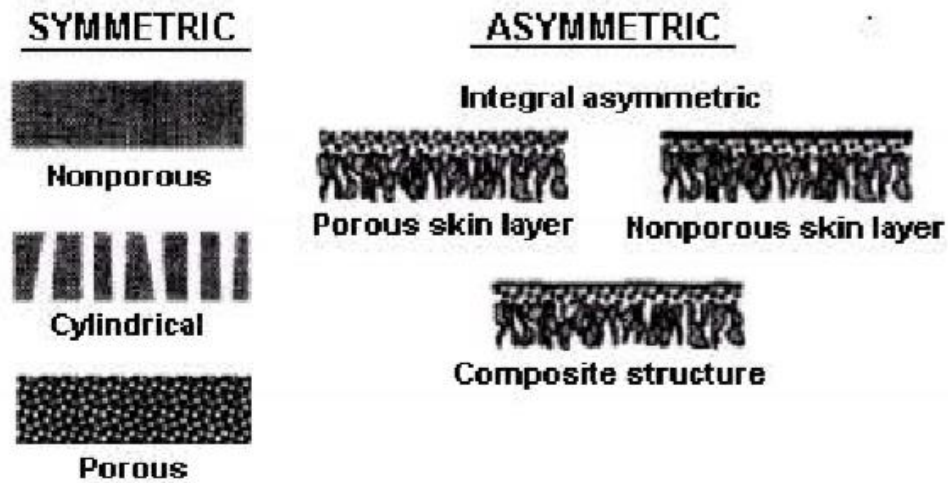 SYMMETRIC
Nonporous
Cylindrical
Porous
ASYMMETRIC
Integral asymmetric
Porous skin layer
Nonporous skin layer
Composite structure